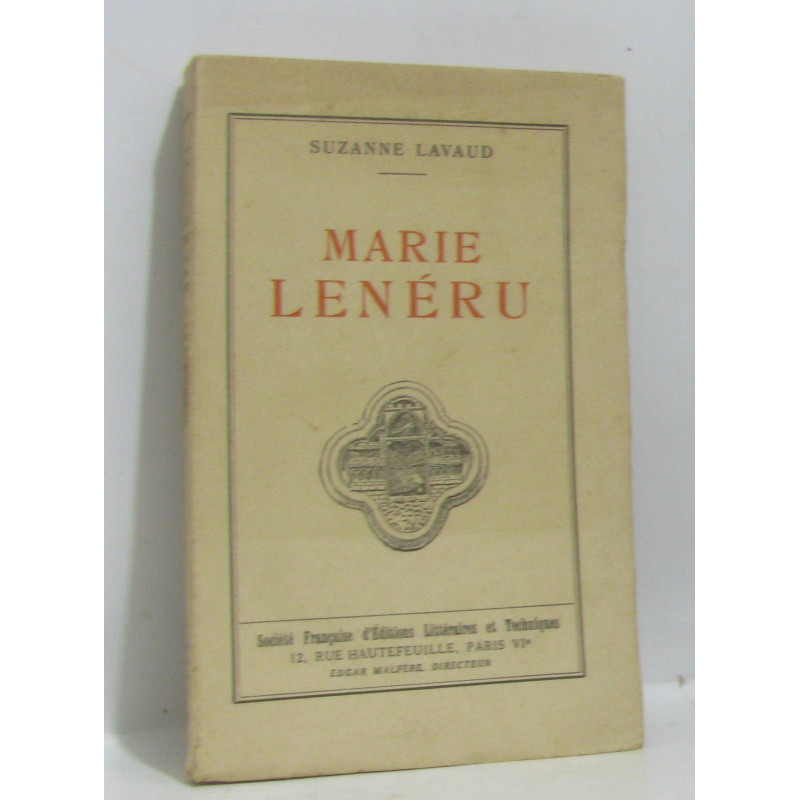 SUZANNE LAVAUD
MARIE
LENÉRU
Société Française d'Éditions Littéraires et Techniques
12, RUE HAUTEFEUILLE, PARIS VIe
EDGAR MALFÈRE, DIRECTEUR